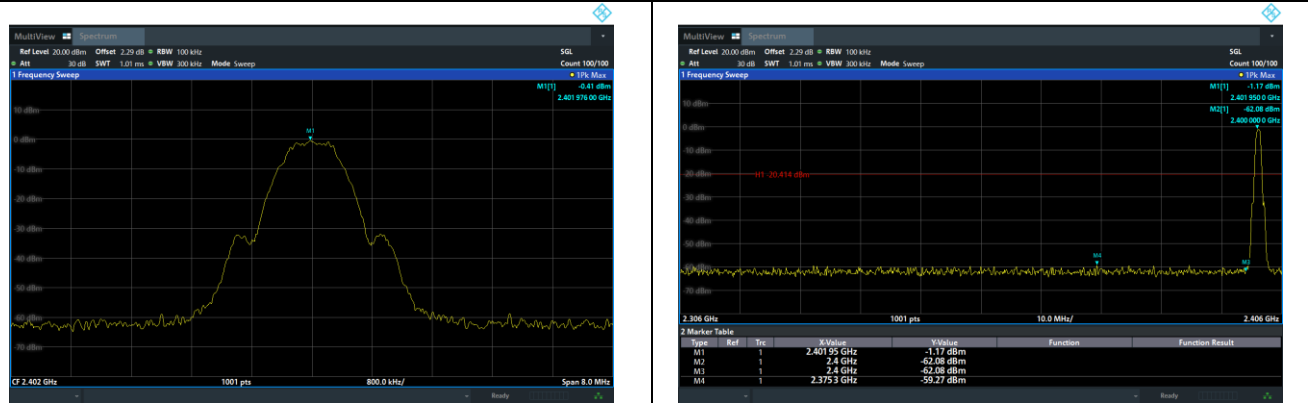 MultiView Spectrum
Ref Level 20.00 dBm Offset 2.29 dB RBW 100 kHz SGL
Att 30 dB SWT 1.01 ms VBW 300 kHz Mode Sweep Count 100/100
1 Frequency Sweep 1Pk Max
M1[1] -0.41 dBm
2.401 976 00 GHz
10 dBm
M1
0 dBm
-10 dBm
-20 dBm
-30 dBm
-40 dBm
-50 dBm
-60 dBm
-70 dBm
CF 2.402 GHz 1001 pts 800.0 kHz/ Span 8.0 MHz
Ready
MultiView Spectrum
Ref Level 20.00 dBm Offset 2.29 dB RBW 100 kHz SGL
Att 30 dB SWT 1.01 ms VBW 300 kHz Mode Sweep Count 100/100
1 Frequency Sweep 1Pk Max
M1[1] -1.17 dBm
2.401 950 0 GHz
10 dBm
M2[1] -62.08 dBm
2.400 000 0 GHz
0 dBm
-10 dBm
-20 dBm
H1 -20.414 dBm
-30 dBm
-40 dBm
-50 dBm
M4
M3
-60 dBm
-70 dBm
2.306 GHz 1001 pts 10.0 MHz/ 2.406 GHz
2 Marker Table
Type Ref Trc X-Value Y-Value Function Function Result
M1 1 2.401 95 GHz -1.17 dBm
M2 1 2.4 GHz -62.08 dBm
M3 1 2.4 GHz -62.08 dBm
M4 1 2.375 3 GHz -59.27 dBm
Ready